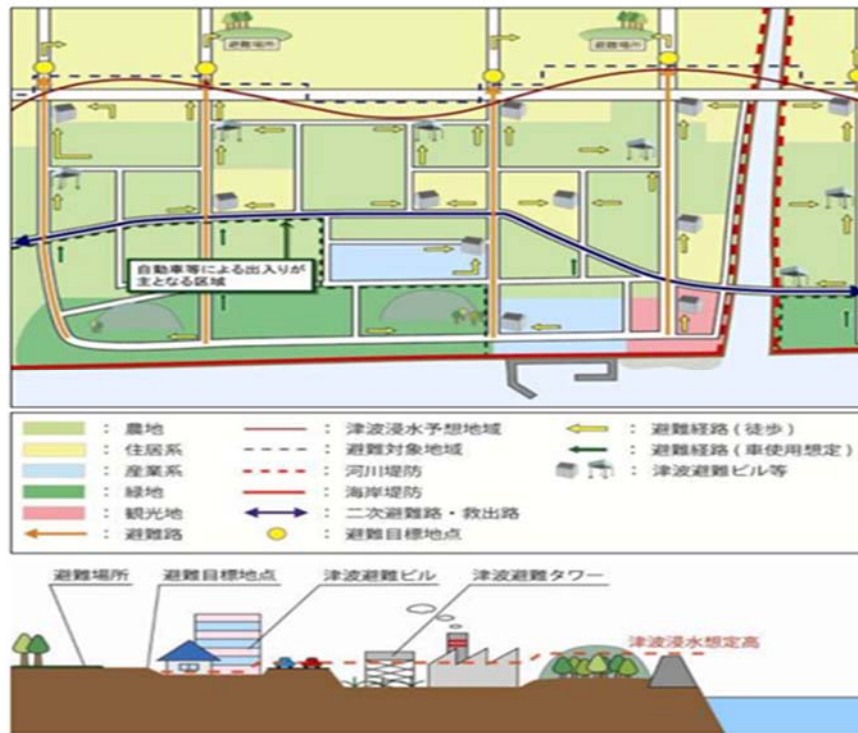 避難場所
避難場所
自動車等による出入りが
主となる区域
：農地
：住居系
：産業系
：緑地
：観光地
：避難路
：津波浸水予想地域
：避難対象地域
：河川堤防
：海岸堤防
：二次避難路・救出路
：避難目標地点
：避難経路(徒歩)
：避難経路(車使用想定)
：津波避難ビル等
避難場所
避難目標地点
津波避難ビル
津波避難タワー
津波浸水想定高